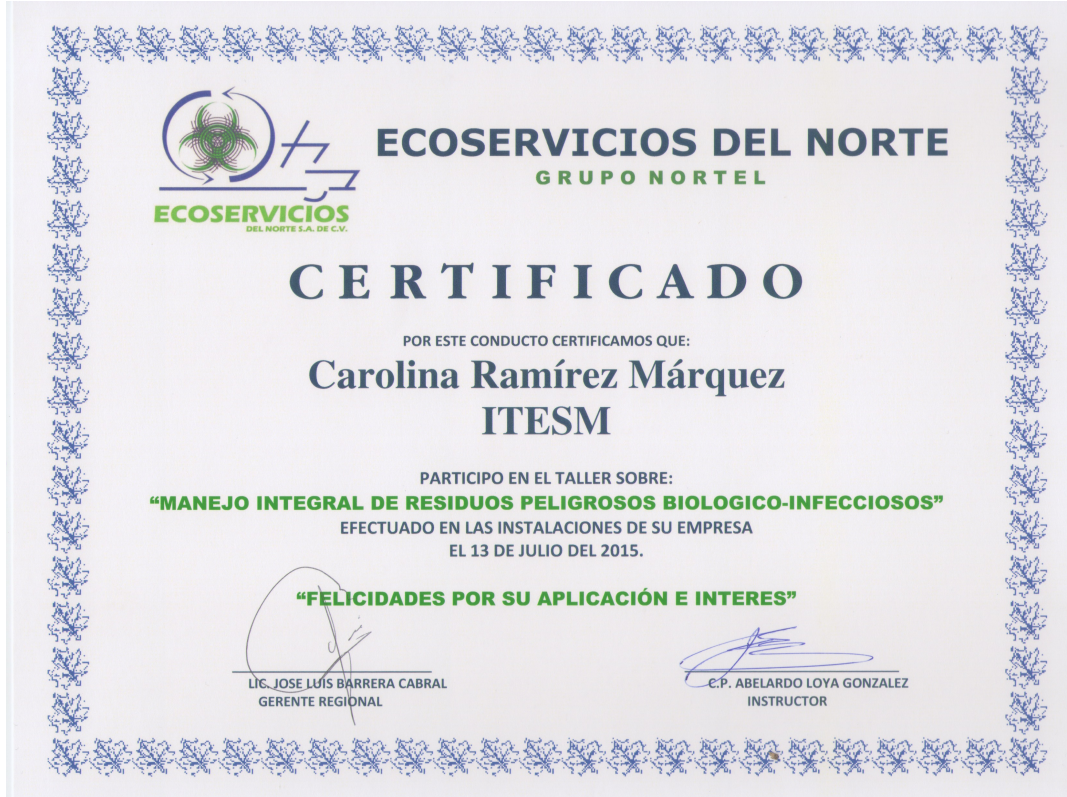 ECOSERVICIOS
DEL NORTE S.A. DE C.V.
ECOSERVICIOS DEL NORTE
GRUPO NORTEL
CERTIFICADO
POR ESTE CONDUCTO CERTIFICAMOS QUE:
Carolina Ramírez Márquez
ITESM
PARTICIPO EN EL TALLER SOBRE:
“MANEJO INTEGRAL DE RESIDUOS PELIGROSOS BIOLOGICO-INFECCIOSOS”
EFECTUADO EN LAS INSTALACIONES DE SU EMPRESA
EL 13 DE JULIO DEL 2015.
“FELICIDADES POR SU APLICACIÓN E INTERES”
LIC. JOSE LUIS BARRERA CABRAL
GERENTE REGIONAL
C.P. ABELARDO LOYA GONZALEZ
INSTRUCTOR